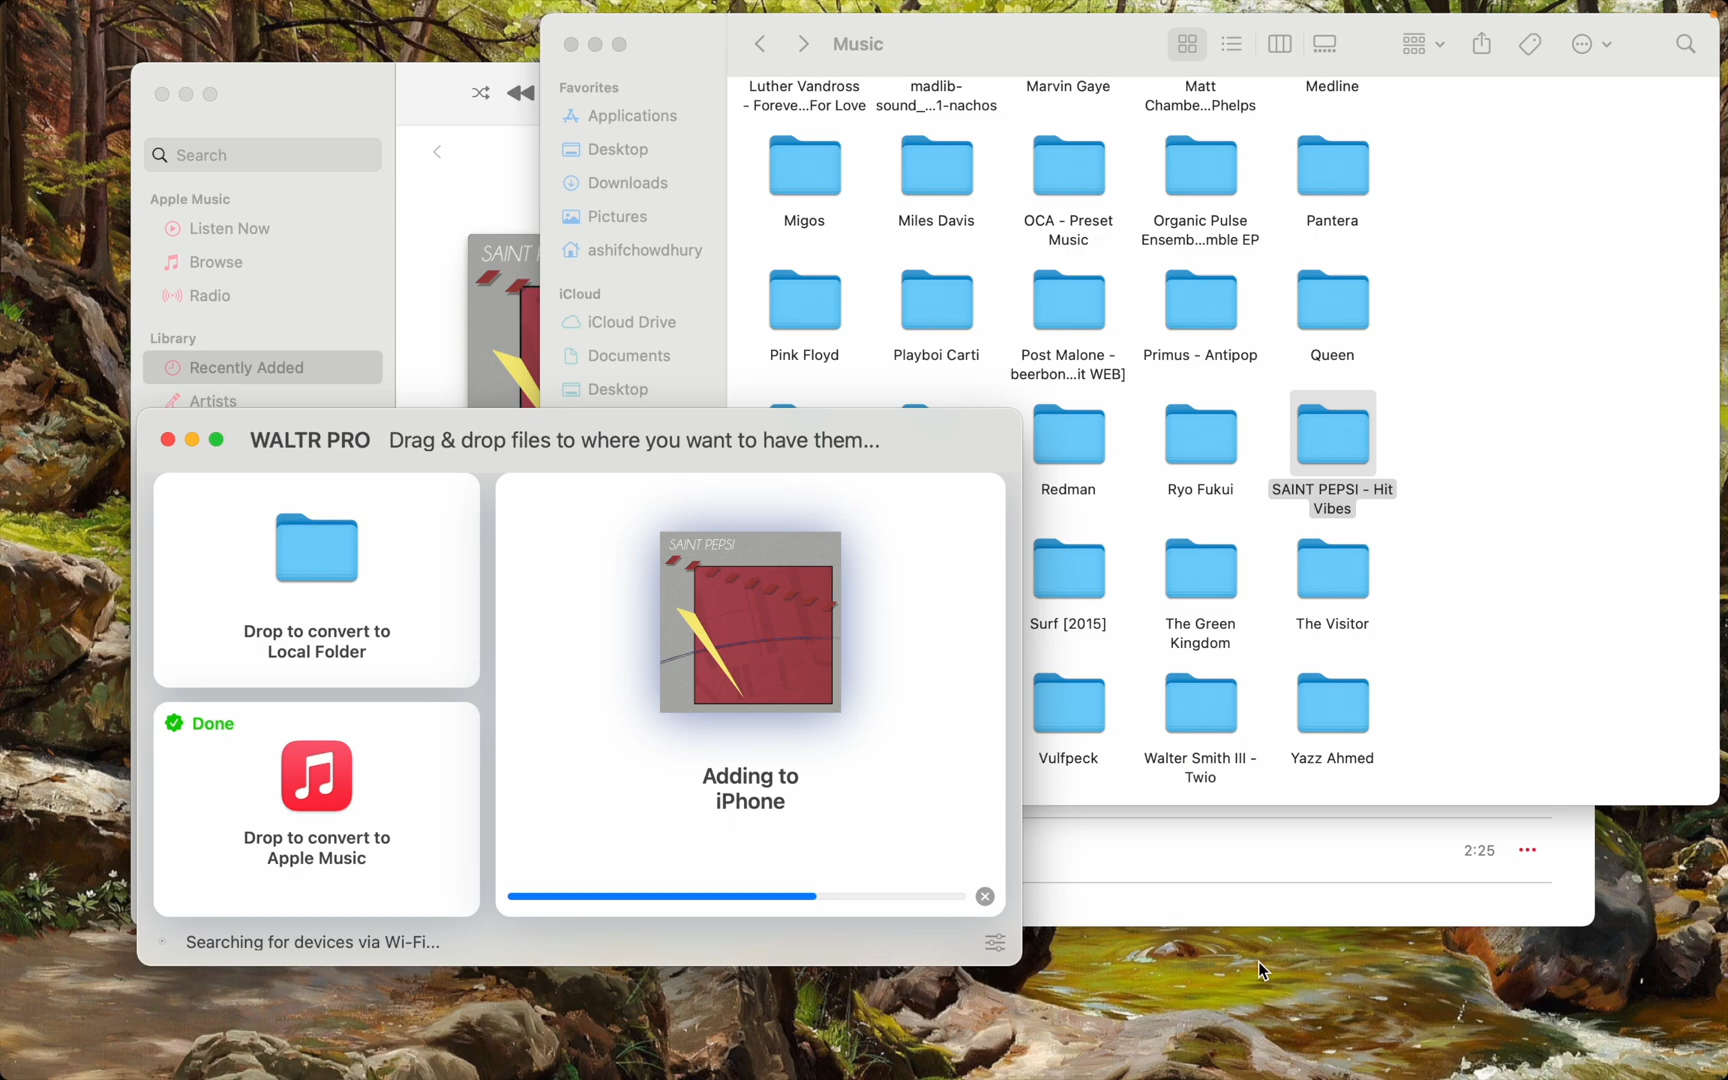 Music
Luther Vandross
- Foreve...For Love
madlib-
sound_...1-nachos
Marvin Gaye
Matt
Chambe...Phelps
Medline
Migos
Miles Davis
OCA - Preset
Music
Organic Pulse
Ensemb...mble EP
Pantera
Pink Floyd
Playboi Carti
Post Malone -
beerbon...it WEB]
Primus - Antipop
Queen
Redman
Ryo Fukui
SAINT PEPSI - Hit
Vibes
Surf [2015]
The Green
Kingdom
The Visitor
Vulfpeck
Walter Smith III -
Twio
Yazz Ahmed
Favorites
Applications
Desktop
Downloads
Pictures
ashifchowdhury
iCloud
iCloud Drive
Documents
Desktop
Search
Apple Music
Listen Now
Browse
Radio
Library
Recently Added
Artists
SAINT
2:25
WALTR PRO Drag & drop files to where you want to have them...
Drop to convert to
Local Folder
Done
Drop to convert to
Apple Music
SAINT PEPSI
Adding to
iPhone
Searching for devices via Wi-Fi...